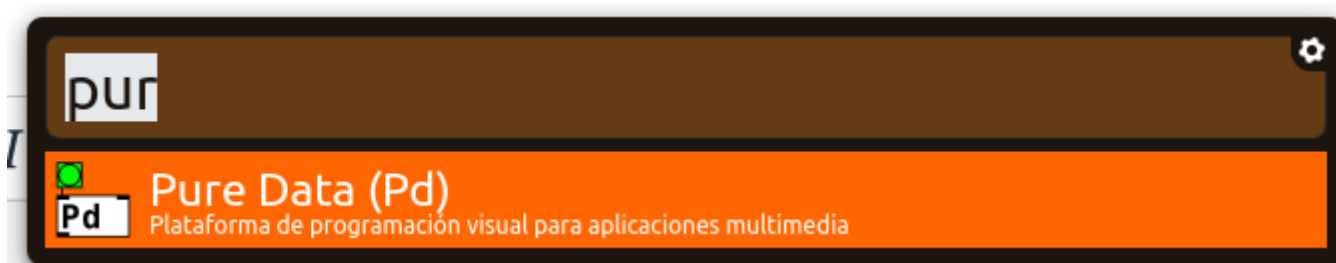 pur
I
Pd
Pure Data (Pd)
Plataforma de programación visual para aplicaciones multimedia